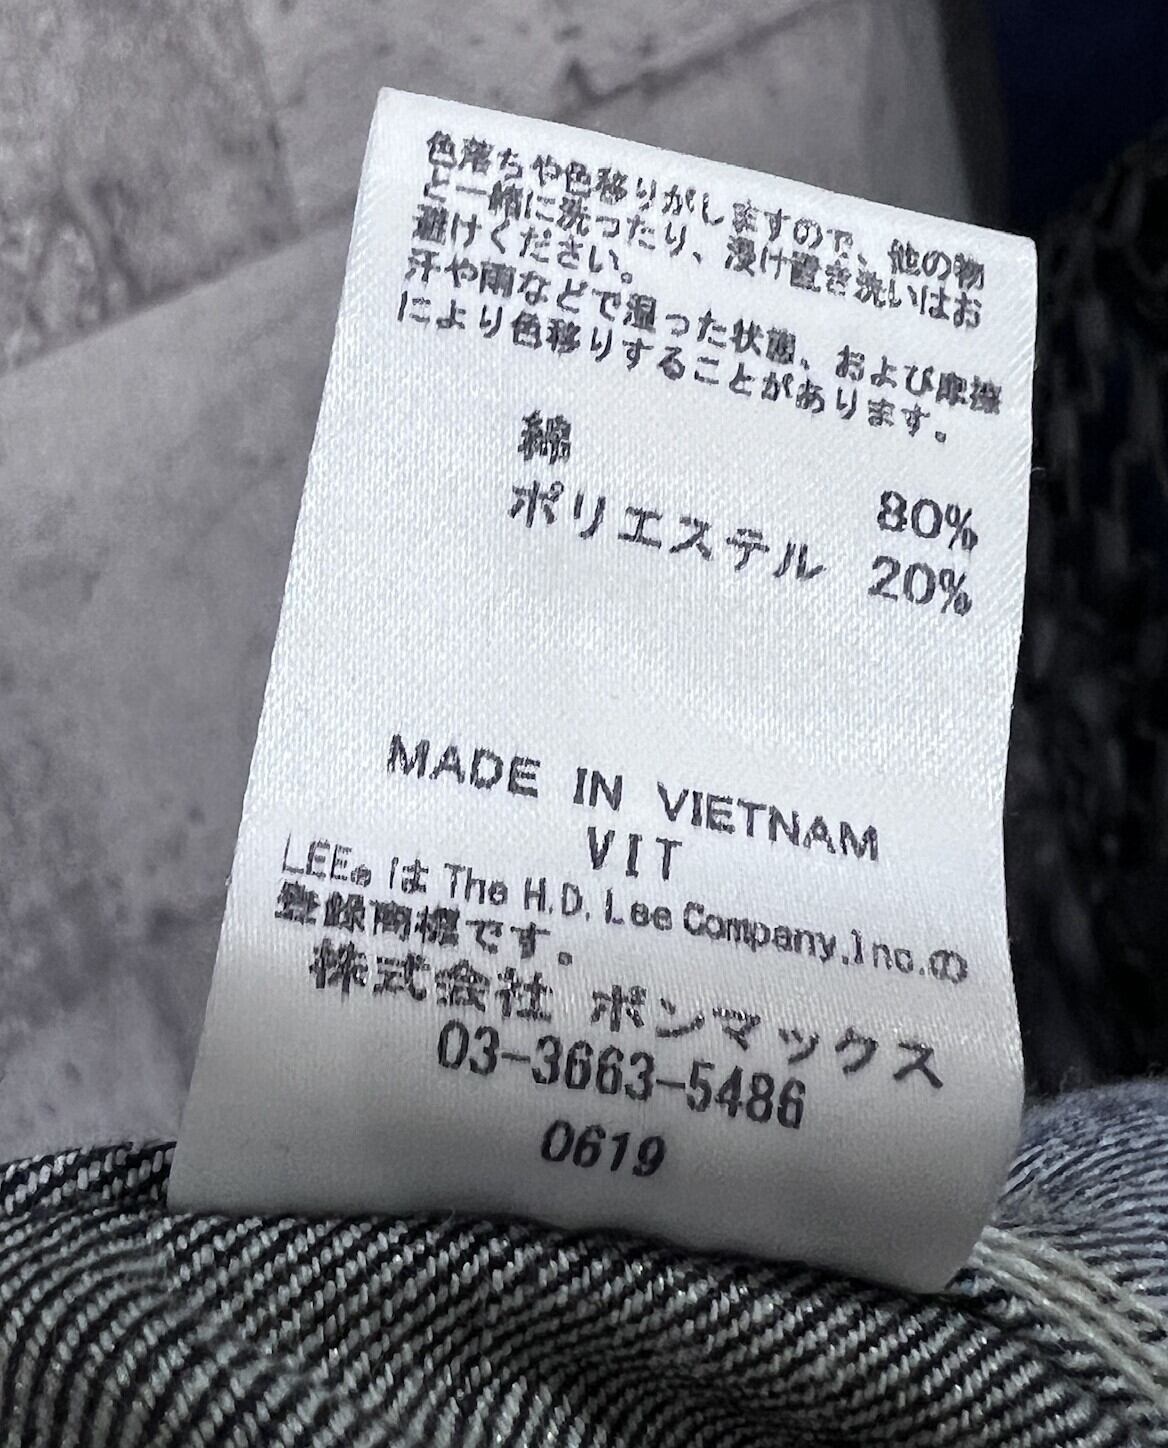 色落ちや色移りがしますので、他の物
と一緒に洗ったり、浸け置き洗いはお
避けください。
汗や雨などで湿った状態、および摩擦
により色移りすることがあります。
綿 80%
ポリエステル 20%
MADE IN VIETNAM
VIT
LEE® は The H.D. Lee Company,Inc.の
登録商標です。
株式会社 ボンマックス
03-3663-5486
0619